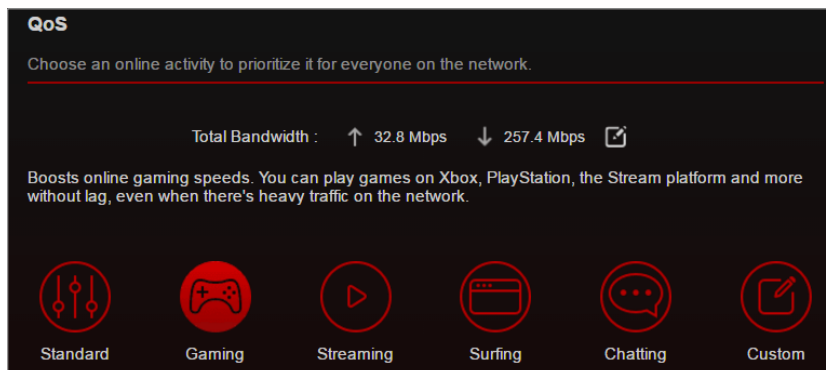 QoS
Choose an online activity to prioritize it for everyone on the network.
Total Bandwidth : 32.8 Mbps 257.4 Mbps
Boosts online gaming speeds. You can play games on Xbox, PlayStation, the Stream platform and more
without lag, even when there's heavy traffic on the network.
Standard Gaming Streaming Surfing Chatting Custom